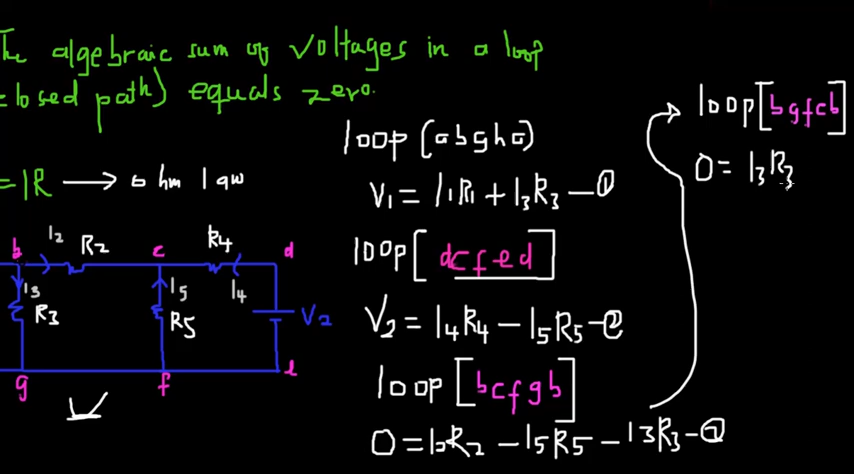 The algebraic sum of voltages in a loop
closed path) equals zero.
=IR → ohm law
b I2 R2 c R4 d
I3 I5 I4
R3 R5 V2
g f e
loop (abgha)
V1 = I1R1 + I3R3 — ①
loop [dcfed]
V2 = I4R4 - I5R5 - ②
loop [bcfgb]
0 = I2R2 - I5R5 - I3R3 - ②
loop [bgfcb]
0 = I3R3